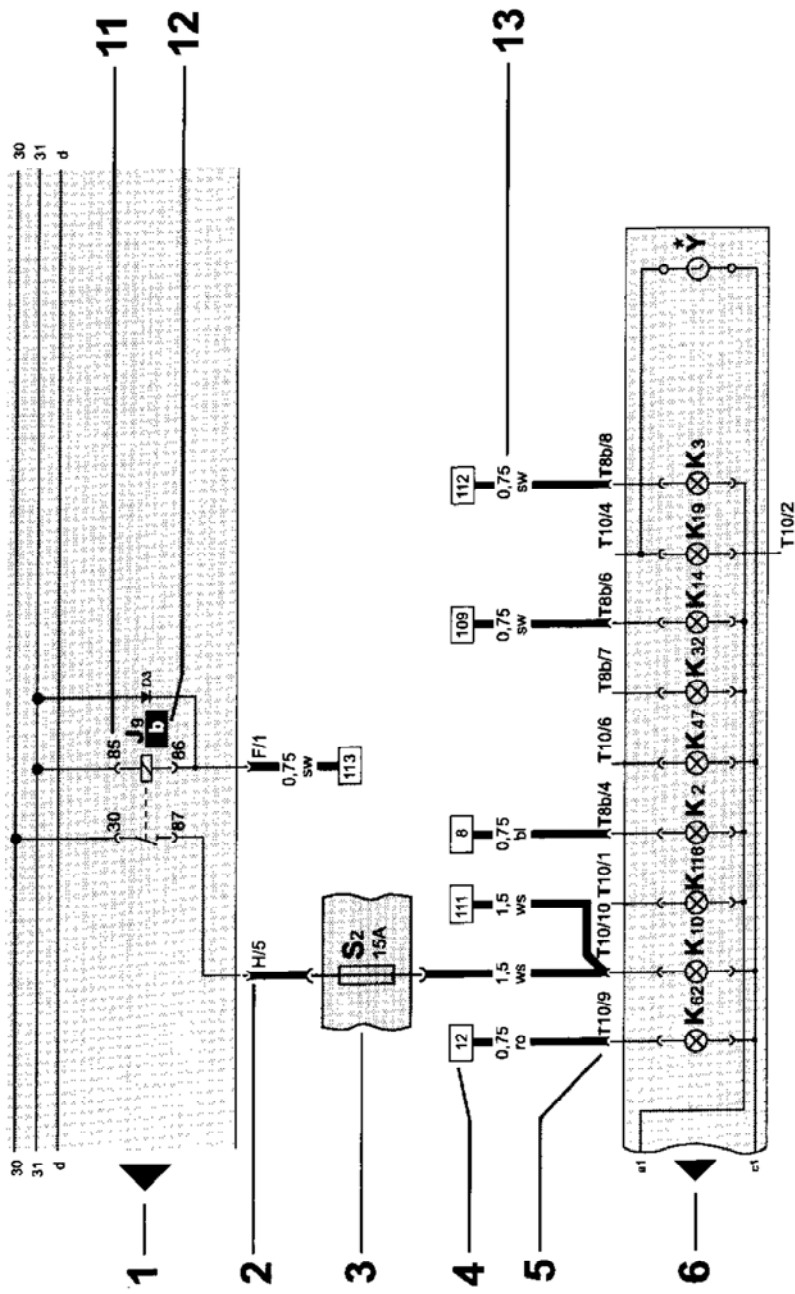 11
12
13
30
31
d
J9
b
D3
30
85
87
86
H/5
F/1
0,75
sw
113
S2
15A
12
0,75
ro
1,5
ws
111
1,5
ws
8
0,75
bl
109
0,75
sw
112
0,75
sw
T10/9
T10/10
T10/1
T8b/4
T10/6
T8b/7
T8b/6
T10/4
T8b/8
K62
K10
K116
K2
K47
K32
K14
K19
K3
Y*
T10/2
30
31
d
c1
1
2
3
4
5
6